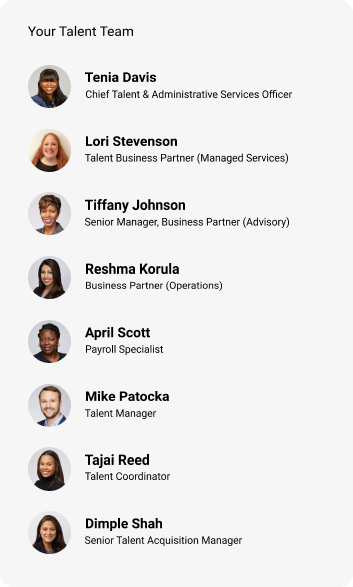 Your Talent Team
Tenia Davis
Chief Talent & Administrative Services Officer
Lori Stevenson
Talent Business Partner (Managed Services)
Tiffany Johnson
Senior Manager, Business Partner (Advisory)
Reshma Korula
Business Partner (Operations)
April Scott
Payroll Specialist
Mike Patocka
Talent Manager
Tajai Reed
Talent Coordinator
Dimple Shah
Senior Talent Acquisition Manager